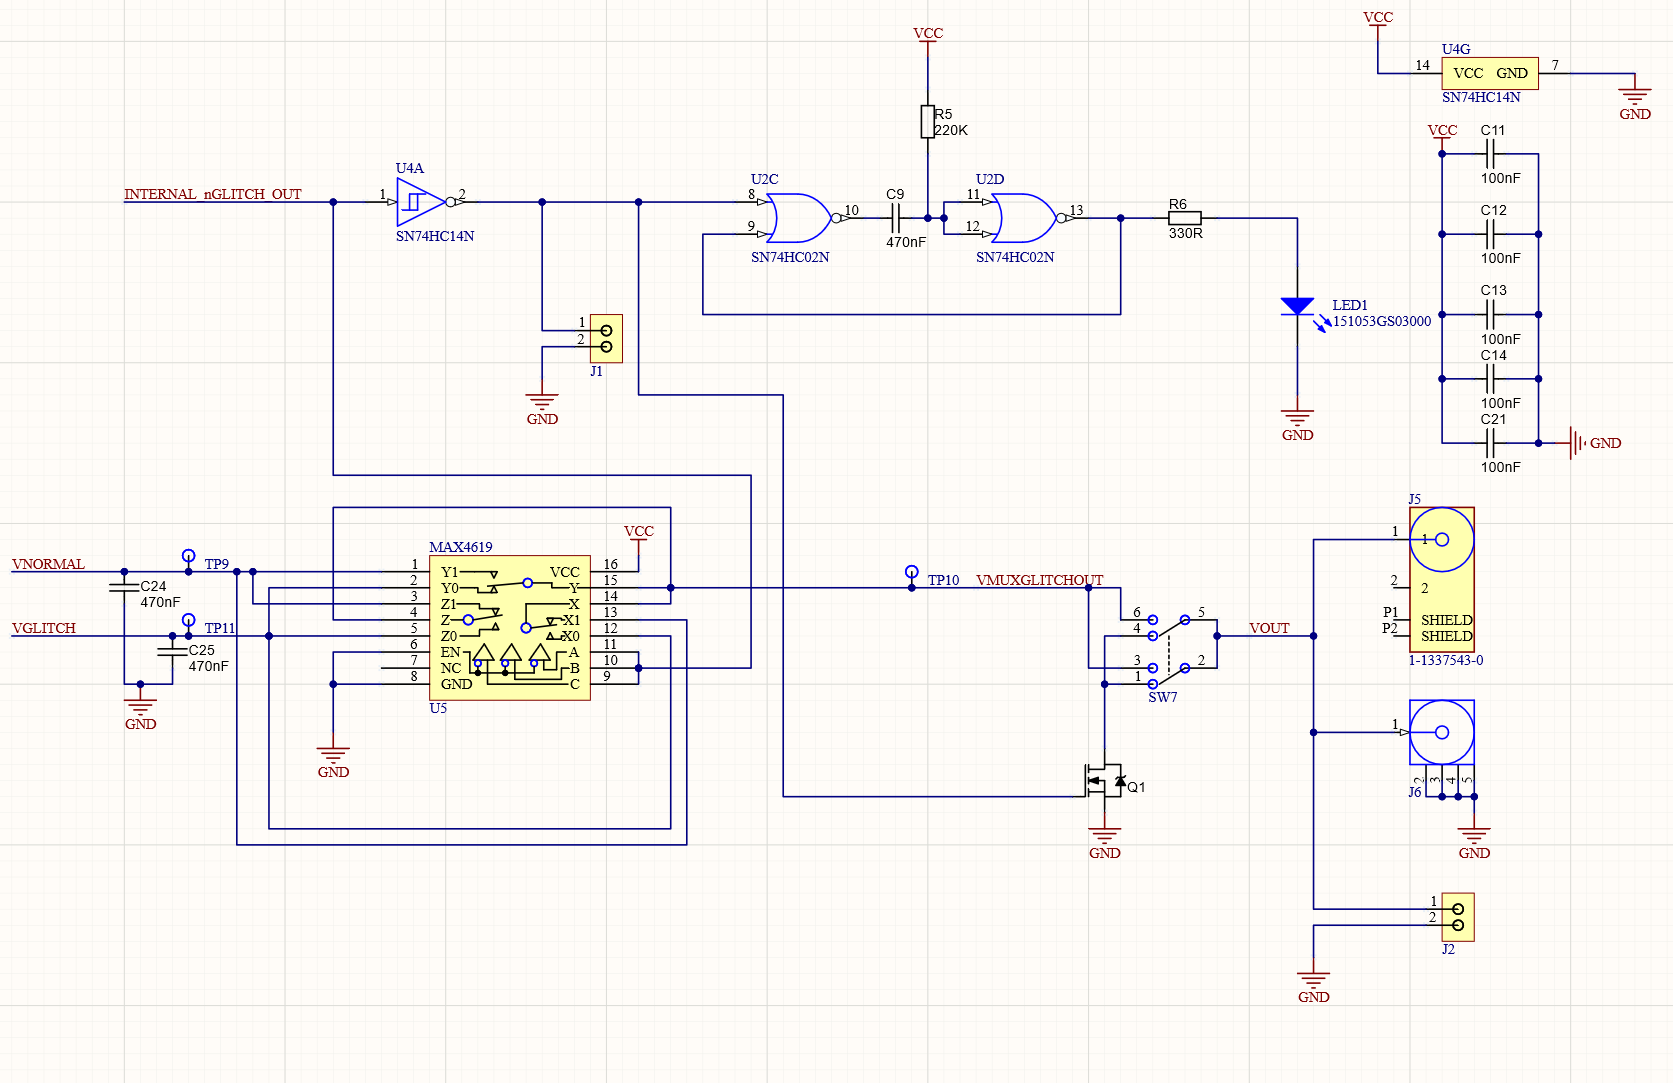 VCC
U4G
14 VCC GND 7
SN74HC14N
GND
VCC
R5
220K
VCC
C11
100nF
C12
100nF
C13
100nF
C14
100nF
C21
100nF
GND
INTERNAL_nGLITCH_OUT
U4A
1 2
SN74HC14N
U2C
8
9
10
SN74HC02N
C9
470nF
U2D
11
12
13
SN74HC02N
R6
330R
LED1
151053GS03000
GND
1
2
J1
GND
VCC
MAX4619
VNORMAL
TP9
C24
470nF
VGLITCH
TP11
C25
470nF
GND
1 Y1 VCC 16
2 Y0 Y 15
3 Z1 X 14
4 Z X1 13
5 Z0 X0 12
6 EN A 11
7 NC B 10
8 GND C 9
U5
GND
TP10
VMUXGLITCHOUT
6
4
5
3
1
2
SW7
VOUT
Q1
GND
J5
1 1
2 2
P1 SHIELD
P2 SHIELD
1-1337543-0
1
2 3 4 5
J6
GND
1
2
J2
GND